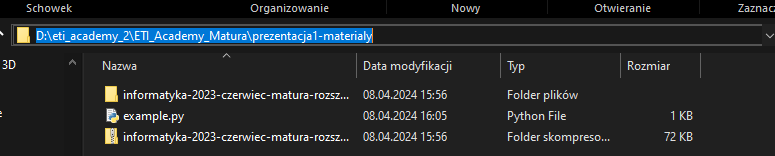 Schowek Organizowanie Nowy Otwieranie Zaznacz
D:\eti_academy_2\ETI_Academy_Matura\prezentacja1-materialy
3D Nazwa Data modyfikacji Typ Rozmiar
informatyka-2023-czerwiec-matura-rozsz... 08.04.2024 15:56 Folder plików
e example.py 08.04.2024 16:05 Python File 1 KB
informatyka-2023-czerwiec-matura-rozsz... 08.04.2024 15:56 Folder skompreso... 72 KB